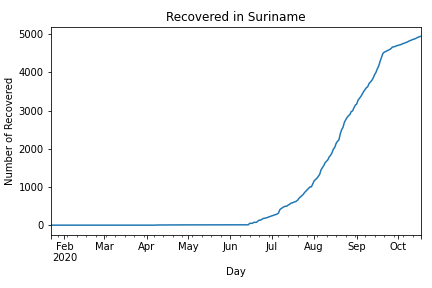 Recovered in Suriname
Number of Recovered
5000
4000
3000
2000
1000
0
Feb Mar Apr May Jun Jul Aug Sep Oct
2020
Day